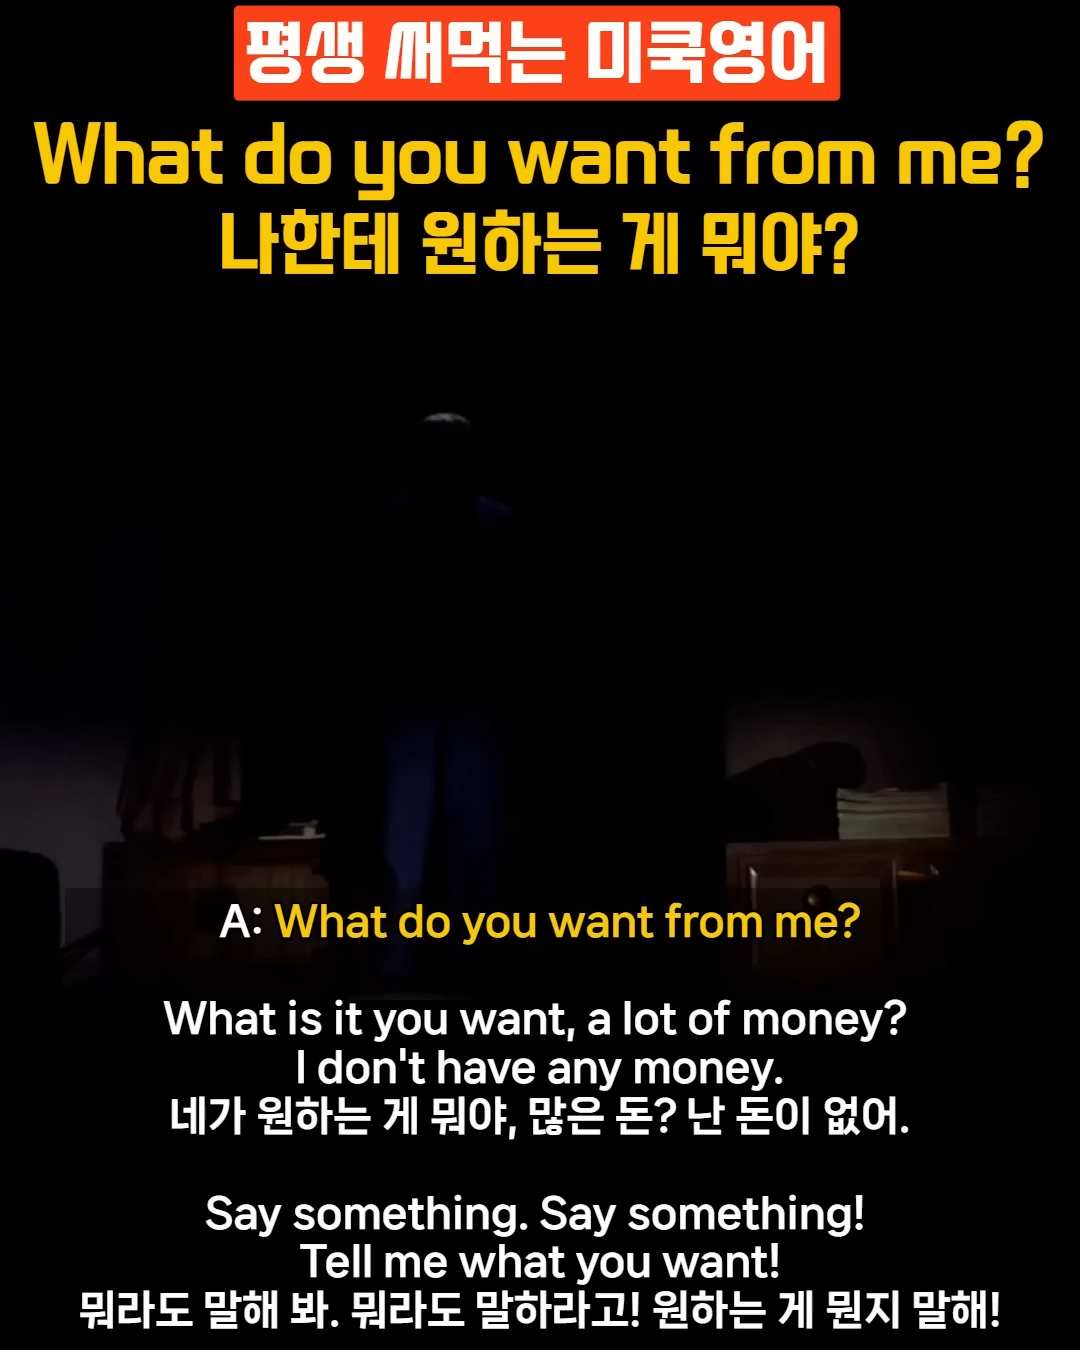 평생 써먹는 미쿡영어
What do you want from me?
나한테 원하는 게 뭐야?
A: What do you want from me?
What is it you want, a lot of money?
I don't have any money.
네가 원하는 게 뭐야, 많은 돈? 난 돈이 없어.
Say something. Say something!
Tell me what you want!
뭐라도 말해 봐. 뭐라도 말하라고! 원하는 게 뭔지 말해!